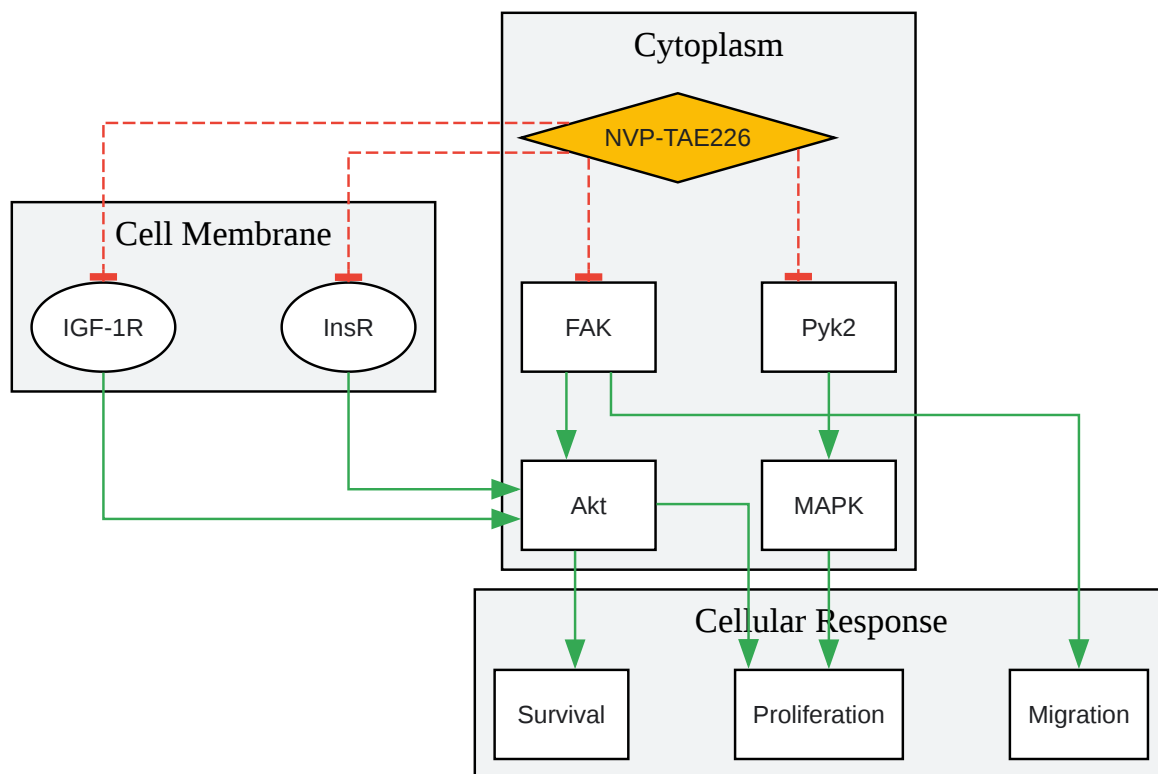 Cytoplasm
NVP-TAE226
Cell Membrane
IGF-1R
InsR
FAK
Pyk2
Akt
MAPK
Cellular Response
Survival
Proliferation
Migration